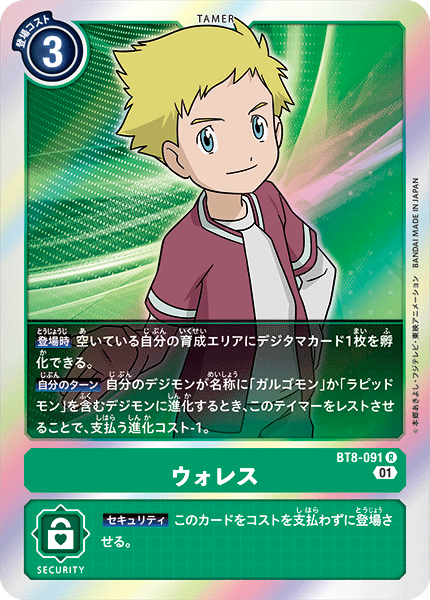 TAMER
登場コスト
3
登場時 空いている自分の育成エリアにデジタマカード1枚を孵
化できる。
自分のターン 自分のデジモンが名称に「ガルゴモン」か「ラピッド
モン」を含むデジモンに進化するとき、このテイマーをレストさせ
ることで、支払う進化コスト-1。
©本郷あきよし・フジテレビ・東映アニメーション BANDAI MADE IN JAPAN
BT8-091 R
01
ウォレス
セキュリティ このカードをコストを支払わずに登場さ
せる。
SECURITY